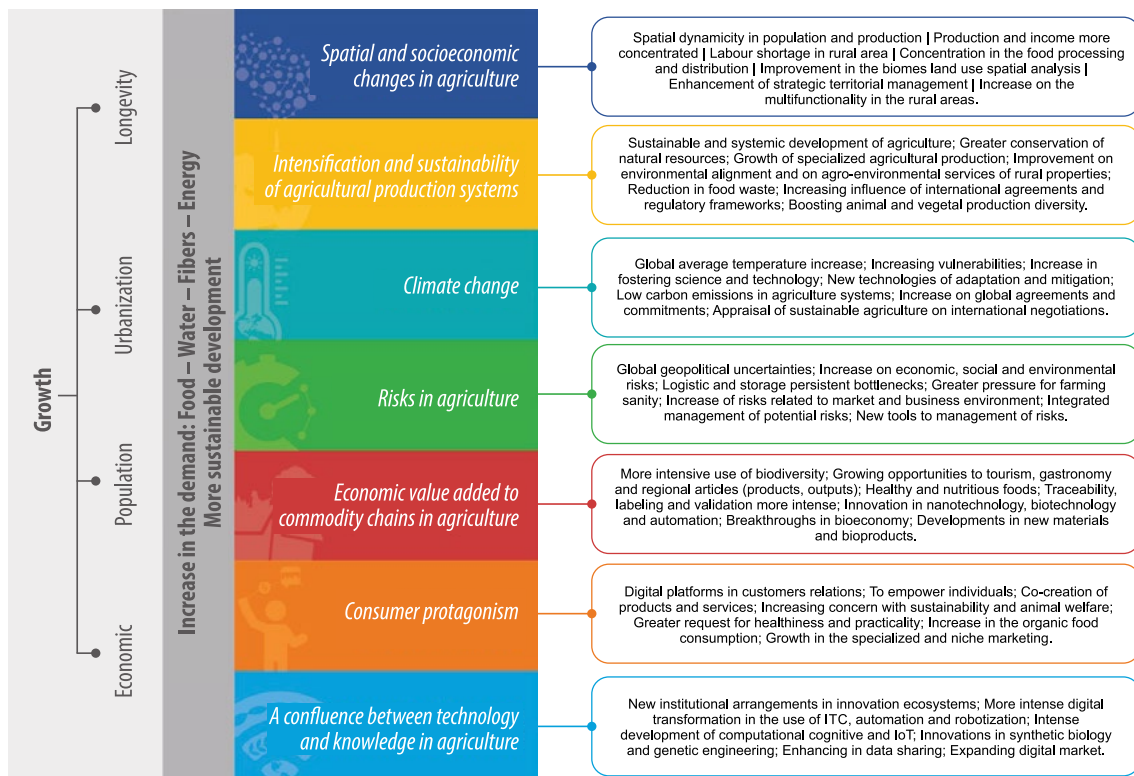 Growth
Longevity
Urbanization
Population
Economic
Increase in the demand: Food – Water – Fibers – Energy
More sustainable development
Spatial and socioeconomic
changes in agriculture
Spatial dynamicity in population and production | Production and income more
concentrated | Labour shortage in rural area | Concentration in the food processing
and distribution | Improvement in the biomes land use spatial analysis |
Enhancement of strategic territorial management | Increase on the
multifunctionality in the rural areas.
Intensification and sustainability
of agricultural production systems
Sustainable and systemic development of agriculture; Greater conservation of
natural resources; Growth of specialized agricultural production; Improvement on
environmental alignment and on agro-environmental services of rural properties;
Reduction in food waste; Increasing influence of international agreements and
regulatory frameworks; Boosting animal and vegetal production diversity.
Climate change
Global average temperature increase; Increasing vulnerabilities; Increase in
fostering science and technology; New technologies of adaptation and mitigation;
Low carbon emissions in agriculture systems; Increase on global agreements and
commitments; Appraisal of sustainable agriculture on international negotiations.
Risks in agriculture
Global geopolitical uncertainties; Increase on economic, social and environmental
risks; Logistic and storage persistent bottlenecks; Greater pressure for farming
sanity; Increase of risks related to market and business environment; Integrated
management of potential risks; New tools to management of risks.
Economic value added to
commodity chains in agriculture
More intensive use of biodiversity; Growing opportunities to tourism, gastronomy
and regional articles (products, outputs); Healthy and nutritious foods; Traceability,
labeling and validation more intense; Innovation in nanotechnology, biotechnology
and automation; Breakthroughs in bioeconomy; Developments in new materials
and bioproducts.
Consumer protagonism
Digital platforms in customers relations; To empower individuals; Co-creation of
products and services; Increasing concern with sustainability and animal welfare;
Greater request for healthiness and practicality; Increase in the organic food
consumption; Growth in the specialized and niche marketing.
A confluence between technology
and knowledge in agriculture
New institutional arrangements in innovation ecosystems; More intense digital
transformation in the use of ITC, automation and robotization; Intense
development of computational cognitive and IoT; Innovations in synthetic biology
and genetic engineering; Enhancing in data sharing; Expanding digital market.